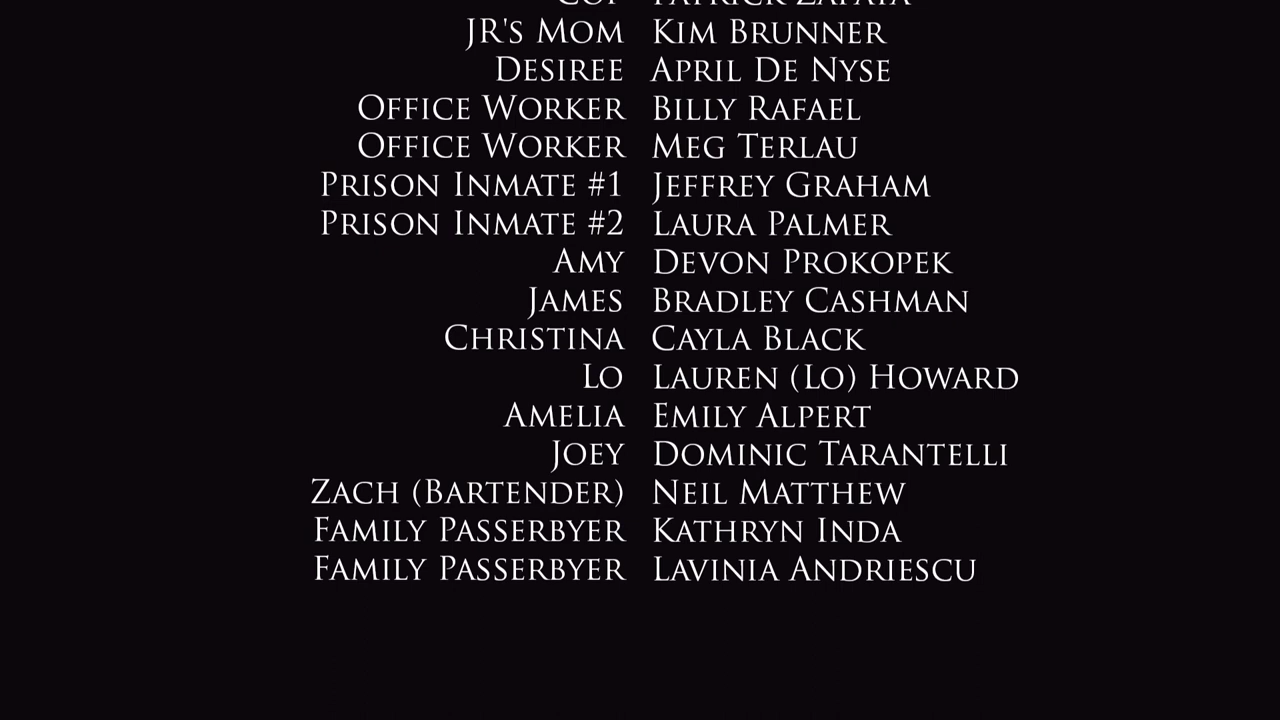 Cop Patrick Zapata
JR's Mom Kim Brunner
Desiree April De Nyse
Office Worker Billy Rafael
Office Worker Meg Terlau
Prison Inmate #1 Jeffrey Graham
Prison Inmate #2 Laura Palmer
Amy Devon Prokopek
James Bradley Cashman
Christina Cayla Black
Lo Lauren (Lo) Howard
Amelia Emily Alpert
Joey Dominic Tarantelli
Zach (Bartender) Neil Matthew
Family Passerbyer Kathryn Inda
Family Passerbyer Lavinia Andriescu